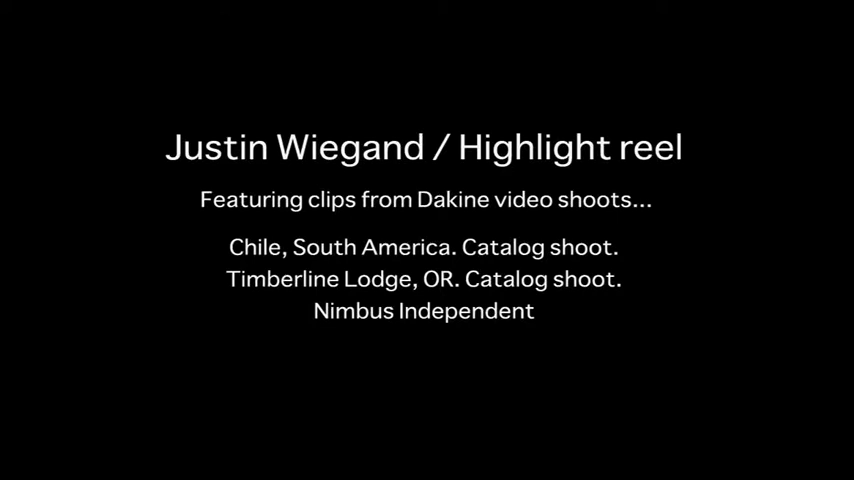 Justin Wiegand / Highlight reel
Featuring clips from Dakine video shoots...
Chile, South America. Catalog shoot.
Timberline Lodge, OR. Catalog shoot.
Nimbus Independent